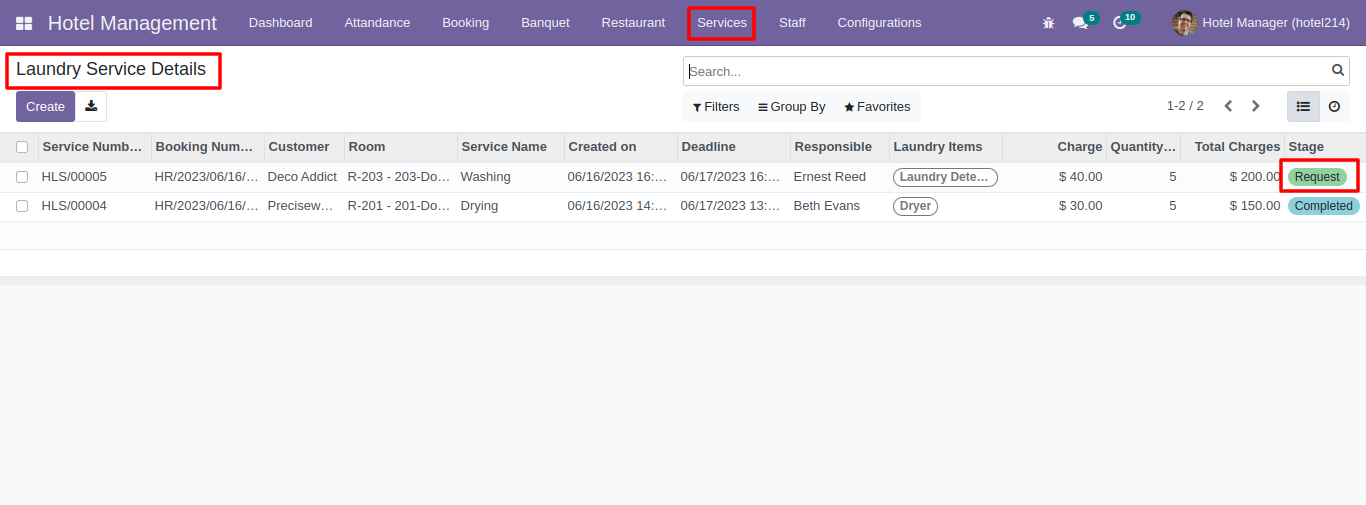 Hotel Management Dashboard Attendance Booking Banquet Restaurant Services Staff Configurations 5 10 Hotel Manager (hotel214)
Laundry Service Details
Search...
Create
Filters Group By Favorites 1-2 / 2
Service Numb… Booking Num… Customer Room Service Name Created on Deadline Responsible Laundry Items Charge Quantity… Total Charges Stage
HLS/00005 HR/2023/06/16/… Deco Addict R-203 - 203-Do… Washing 06/16/2023 16:… 06/17/2023 16:… Ernest Reed Laundry Dete… $ 40.00 5 $ 200.00 Request
HLS/00004 HR/2023/06/16/… Precisew… R-201 - 201-Do… Drying 06/16/2023 14:… 06/17/2023 13:… Beth Evans Dryer $ 30.00 5 $ 150.00 Completed